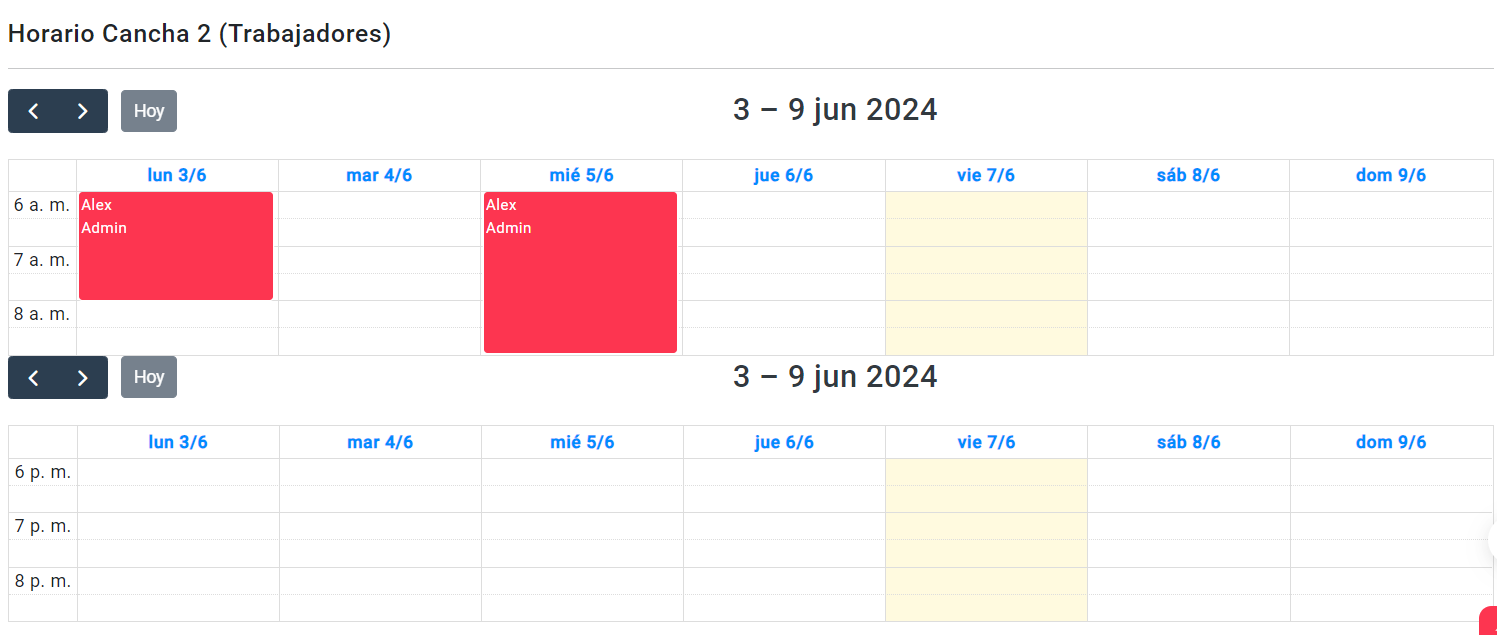 Horario Cancha 2 (Trabajadores)
Hoy
3 – 9 jun 2024
lun 3/6 mar 4/6 mié 5/6 jue 6/6 vie 7/6 sáb 8/6 dom 9/6
6 a. m. Alex Alex
Admin Admin
7 a. m.
8 a. m.
Hoy
3 – 9 jun 2024
lun 3/6 mar 4/6 mié 5/6 jue 6/6 vie 7/6 sáb 8/6 dom 9/6
6 p. m.
7 p. m.
8 p. m.